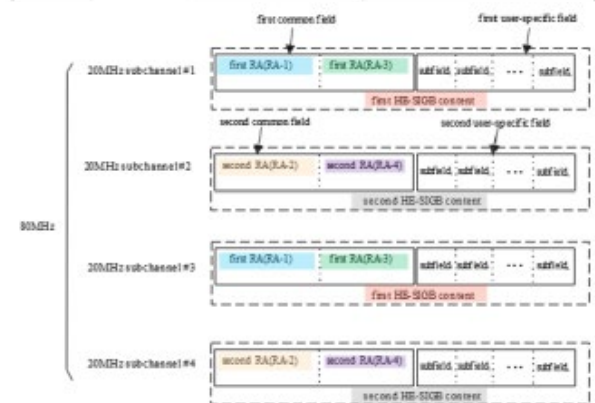 first common field first user-specific field
20MHz subchannel#1 first RA(RA-1) first RA(RA-3) subfield, subfield, ... subfield,
first HE-SIGB content
second common field second user-specific field
20MHz subchannel#2 second RA(RA-2) second RA(RA-4) subfield, subfield, ... subfield,
second HE-SIGB content
80MHz
20MHz subchannel#3 first RA(RA-1) first RA(RA-3) subfield, subfield, ... subfield,
first HE-SIGB content
20MHz subchannel#4 second RA(RA-2) second RA(RA-4) subfield, subfield, ... subfield,
second HE-SIGB content